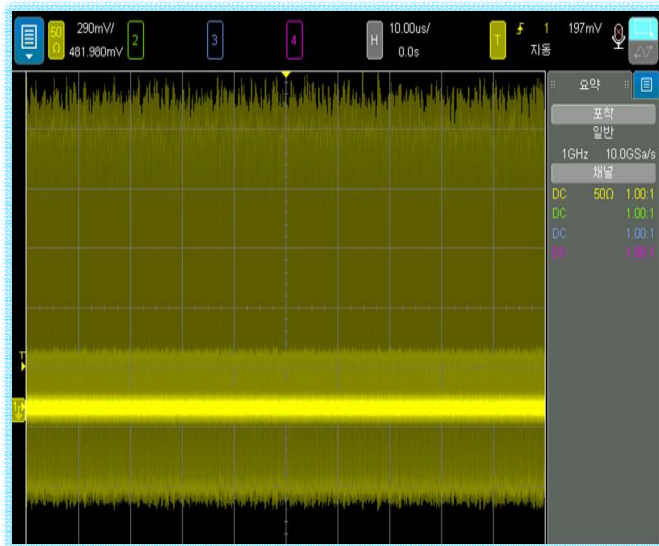 50 Ω 290mV/ 481.980mV 2 3 4 H 10.00us/ 0.0s T 1 197mV 자동
요약
포착
일반
1GHz 10.0GSa/s
채널
DC 50Ω 1.00:1
DC 1.00:1
DC 1.00:1
DC 1.00:1
T
1